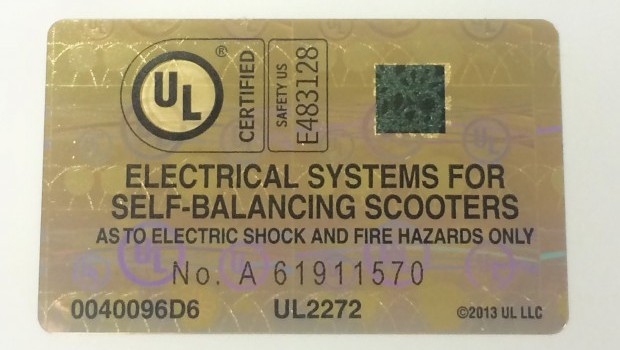 UL ®
CERTIFIED
SAFETY US
E483128
ELECTRICAL SYSTEMS FOR
SELF-BALANCING SCOOTERS
AS TO ELECTRIC SHOCK AND FIRE HAZARDS ONLY
No. A 61911570
0040096D6 UL2272 ©2013 UL LLC